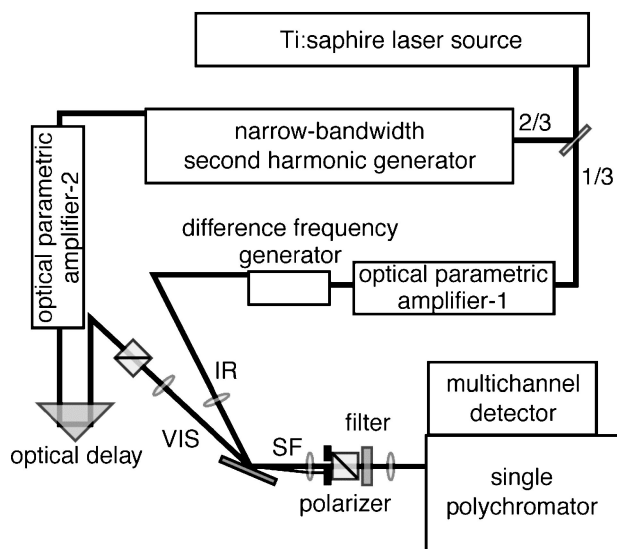 Ti:saphire laser source
2/3
narrow-bandwidth
second harmonic generator
1/3
optical parametric
amplifier-2
difference frequency
generator
optical parametric
amplifier-1
IR
VIS
optical delay
SF
filter
polarizer
multichannel
detector
single
polychromator